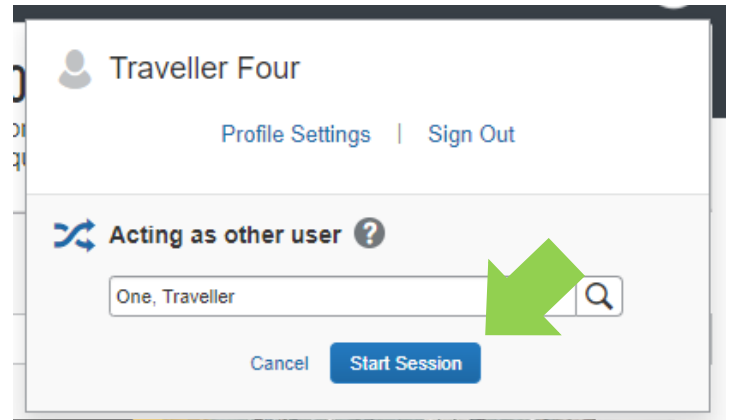 Traveller Four
Profile Settings | Sign Out
Acting as other user ?
One, Traveller
Cancel Start Session